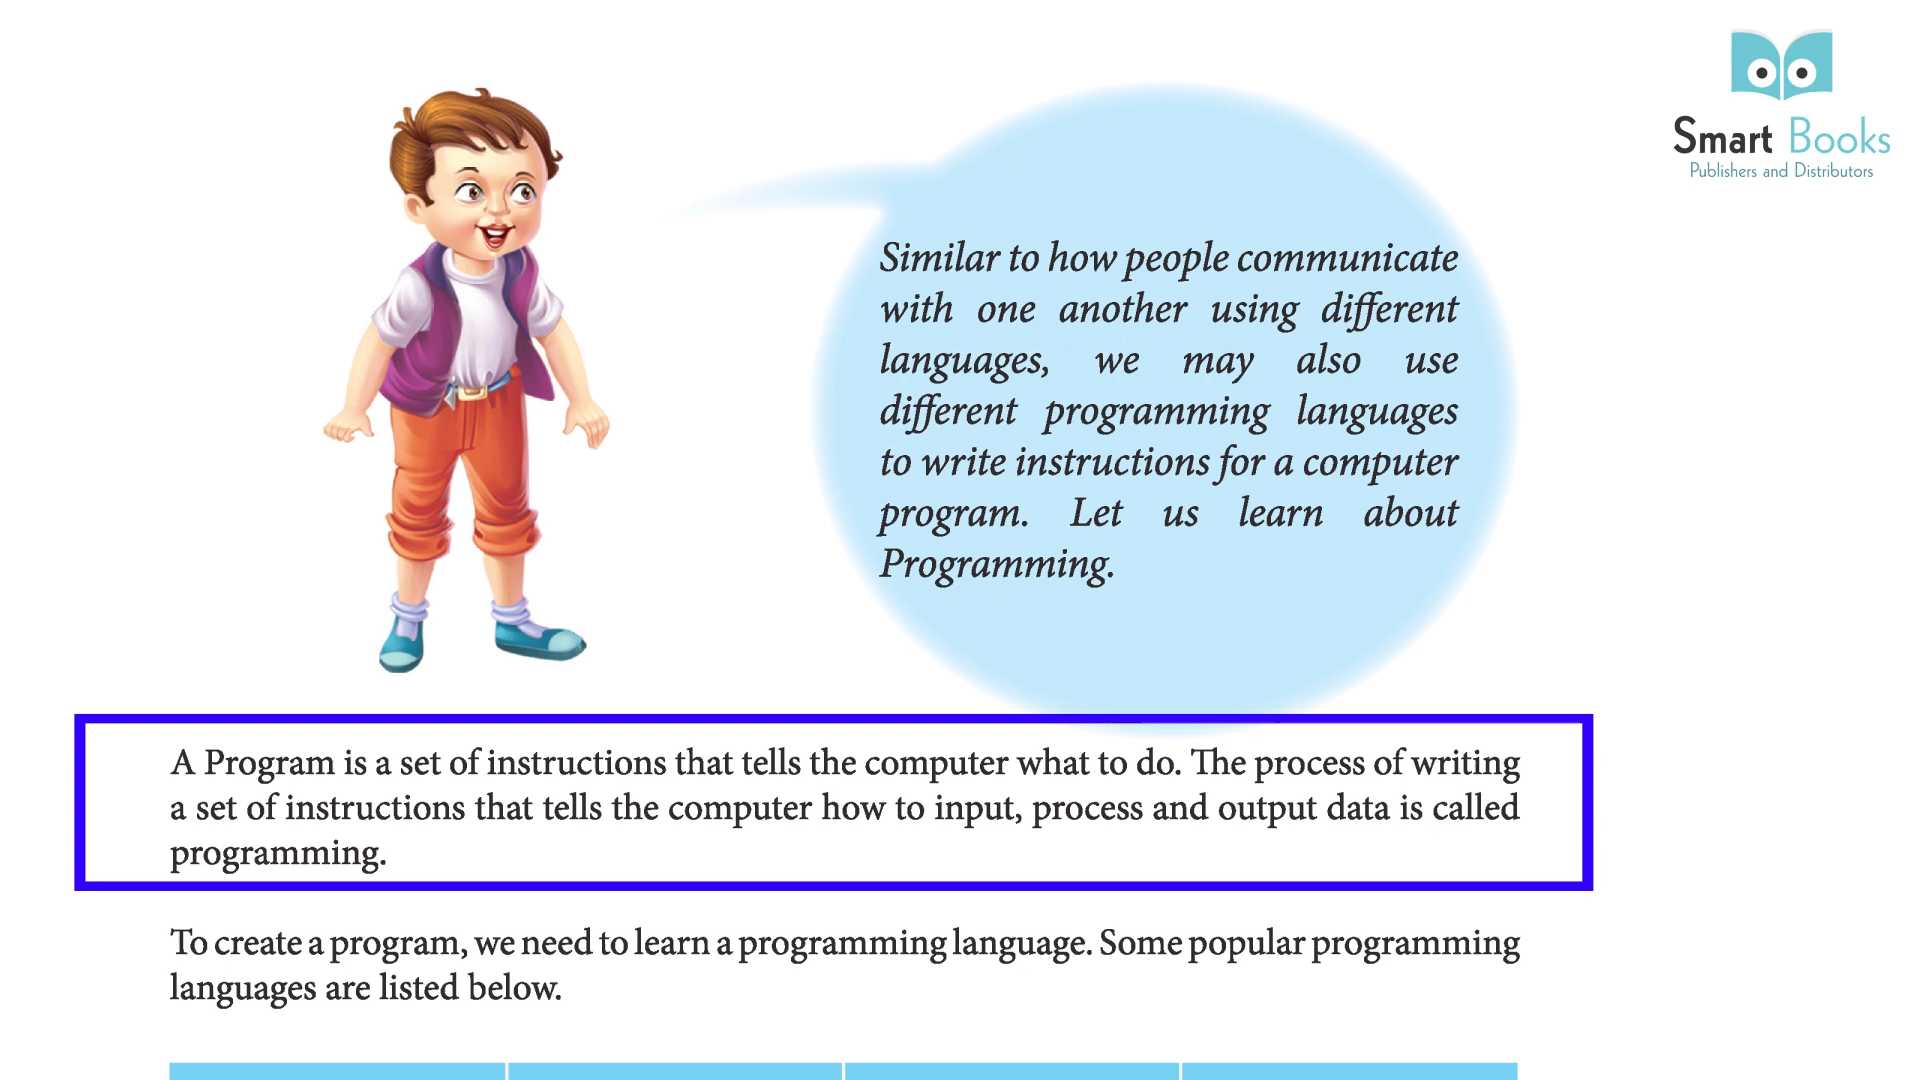 Smart Books
Publishers and Distributors
Similar to how people communicate
with one another using different
languages, we may also use
different programming languages
to write instructions for a computer
program. Let us learn about
Programming.
A Program is a set of instructions that tells the computer what to do. The process of writing
a set of instructions that tells the computer how to input, process and output data is called
programming.
To create a program, we need to learn a programming language. Some popular programming
languages are listed below.